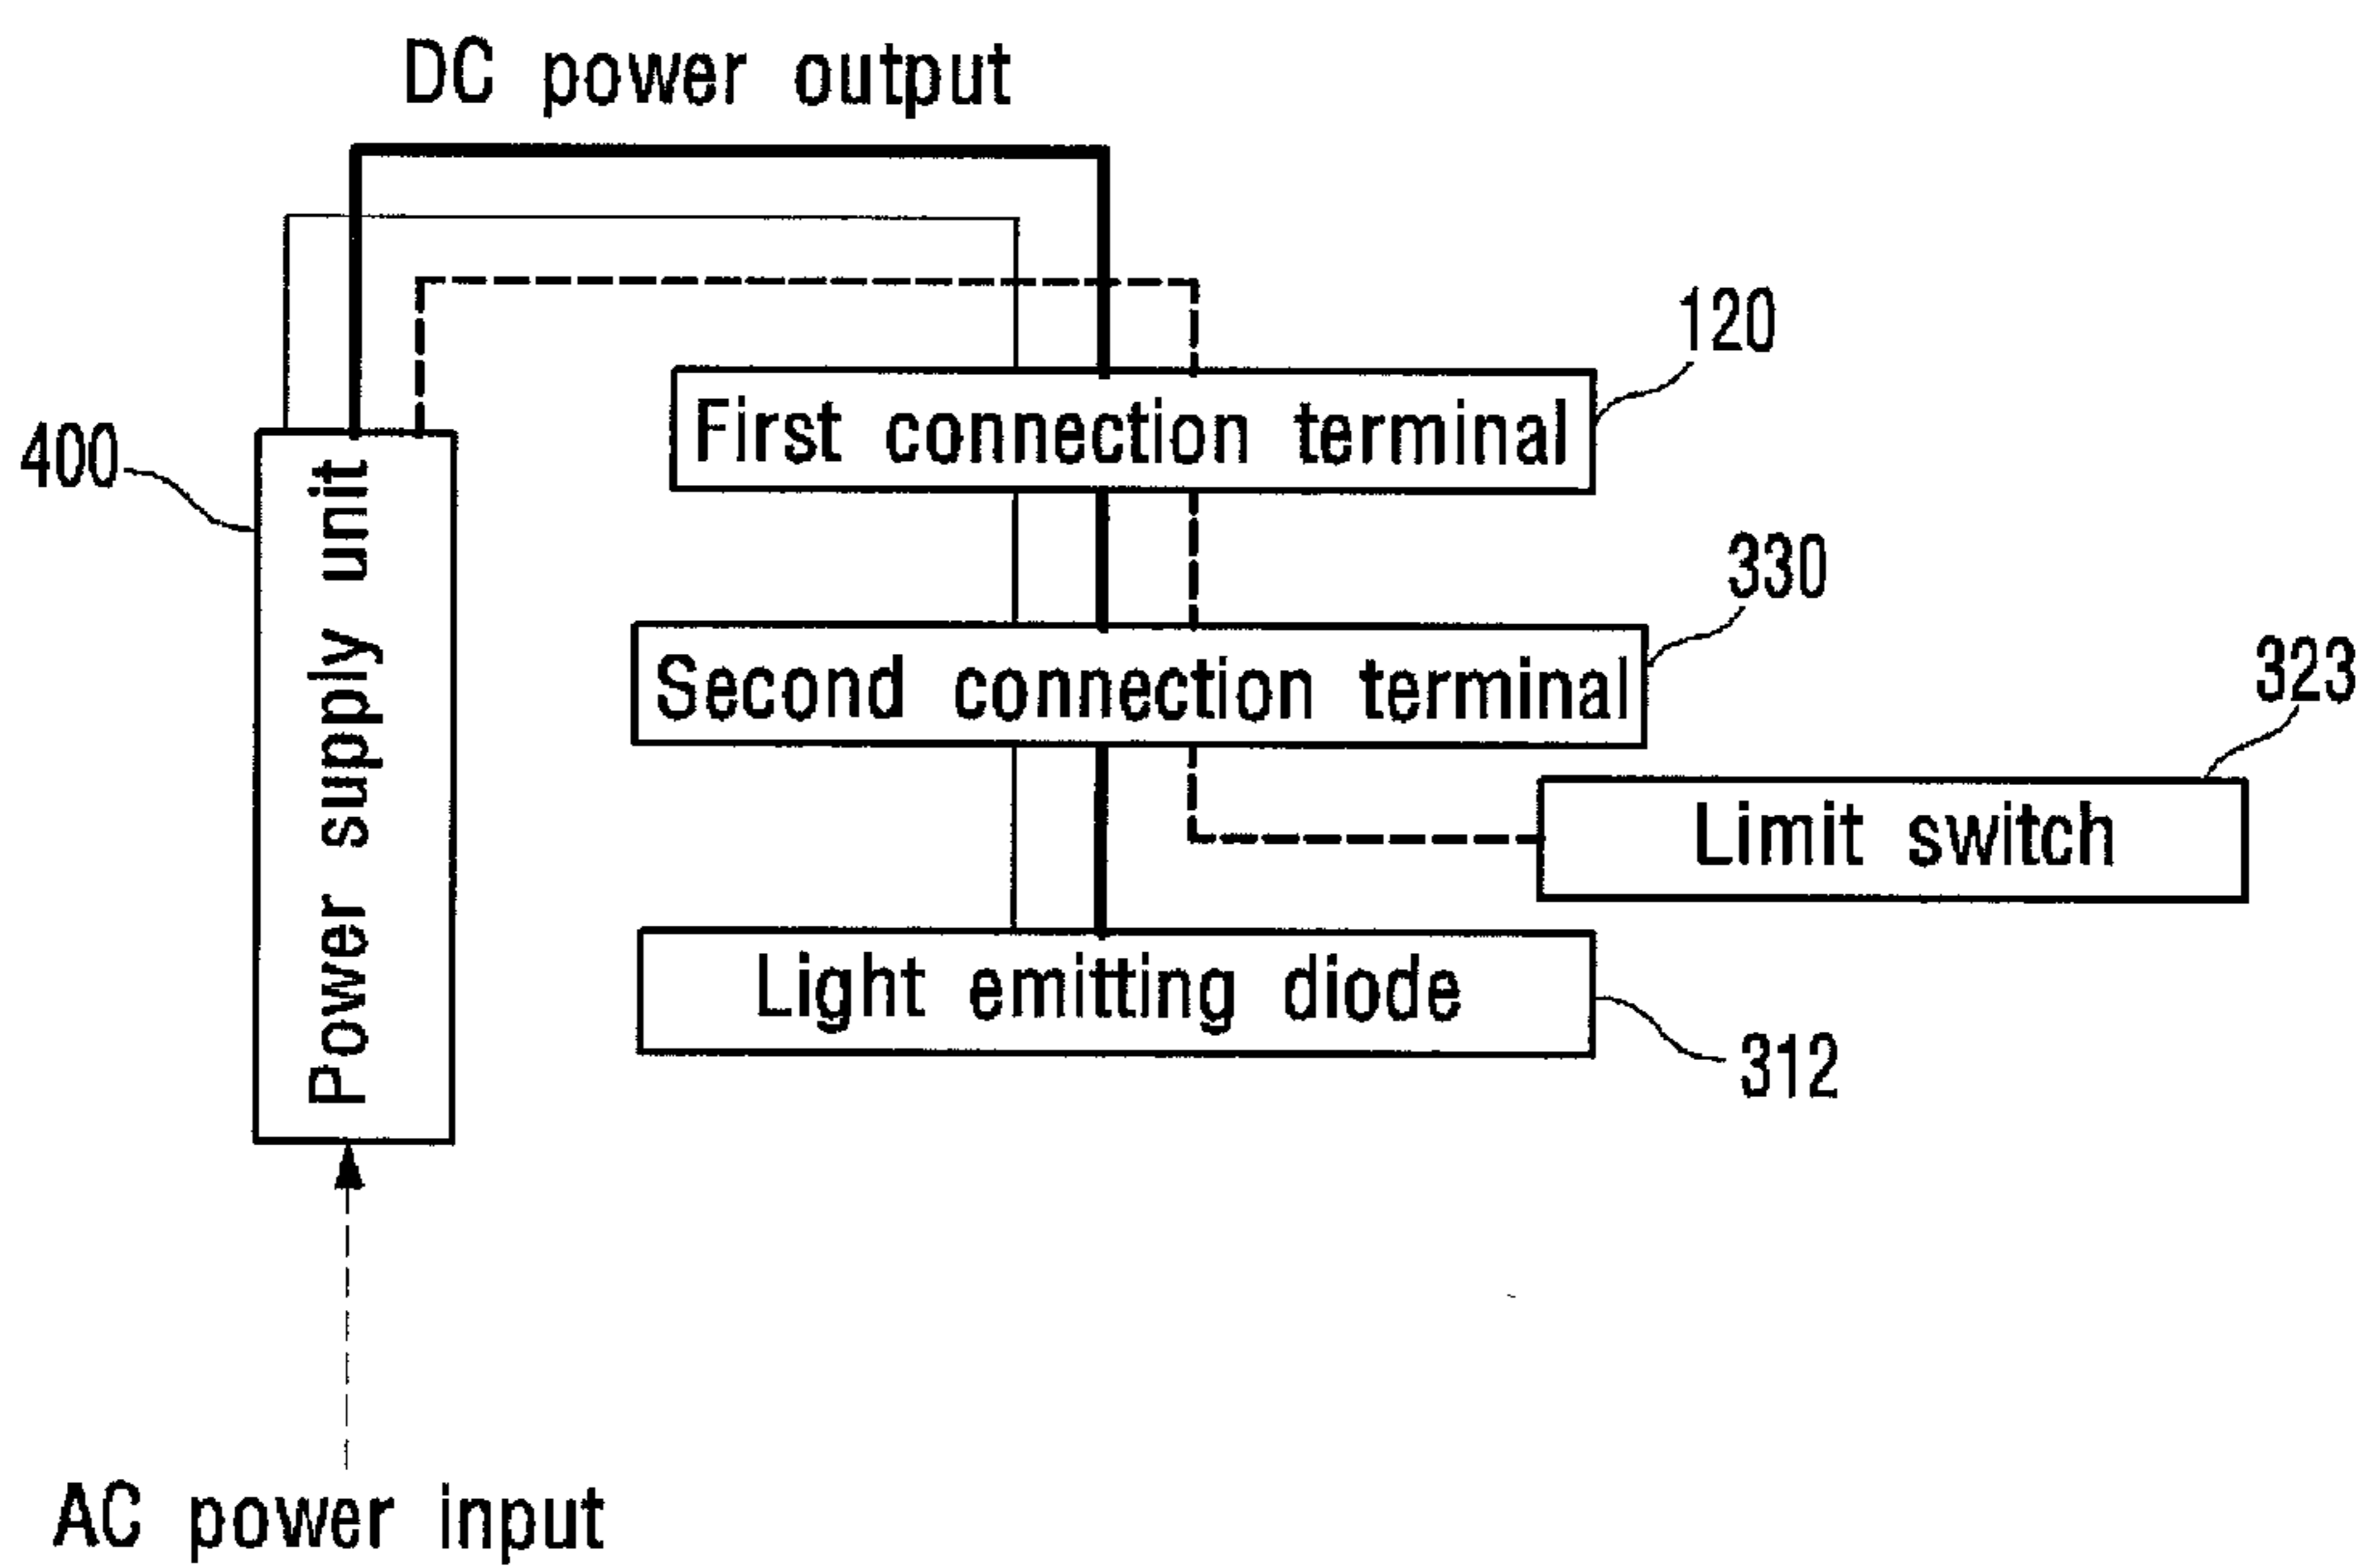 DC power output
120
First connection terminal
400
Power supply unit
330
Second connection terminal
323
Limit switch
Light emitting diode
312
AC power input